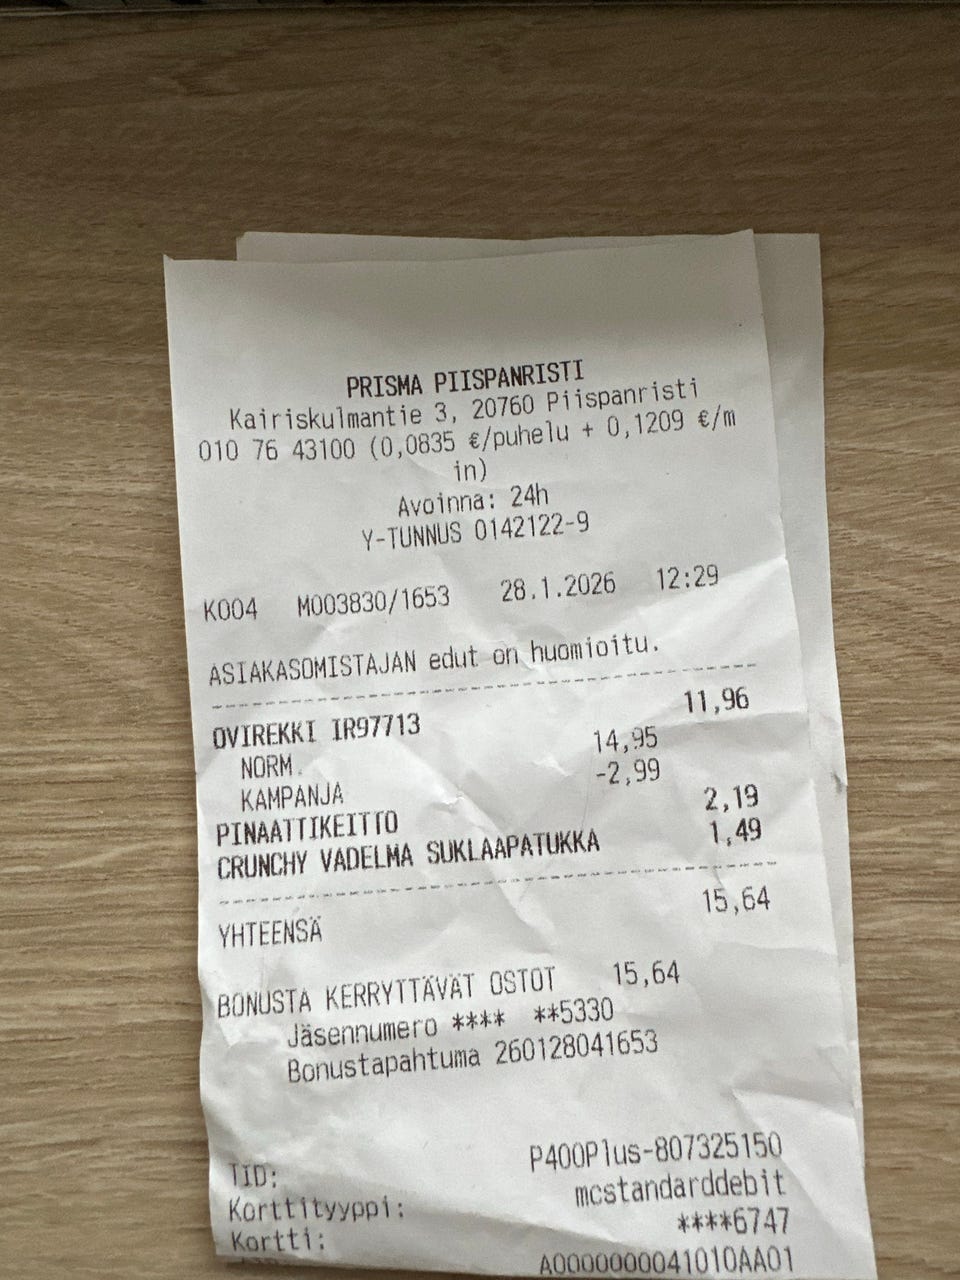 PRISMA PIISPANRISTI
Kairiskulmantie 3, 20760 Piispanristi
010 76 43100 (0,0835 €/puhelu + 0,1209 €/m
in)
Avoinna: 24h
Y-TUNNUS 0142122-9
K004 M003830/1653 28.1.2026 12:29
ASIAKASOMISTAJAN edut on huomioitu.
OVIREKKI IR97713 11,96
NORM. 14,95
KAMPANJA -2,99
PINAATTIKEITTO 2,19
CRUNCHY VADELMA SUKLAAPATUKKA 1,49
YHTEENSÄ 15,64
BONUSTA KERRYTTÄVÄT OSTOT 15,64
Jäsennumero **** **5330
Bonustapahtuma 260128041653
TID: P400Plus-807325150
Korttityyppi: mcstandarddebit
Kortti: ****6747
A0000000041010AA01